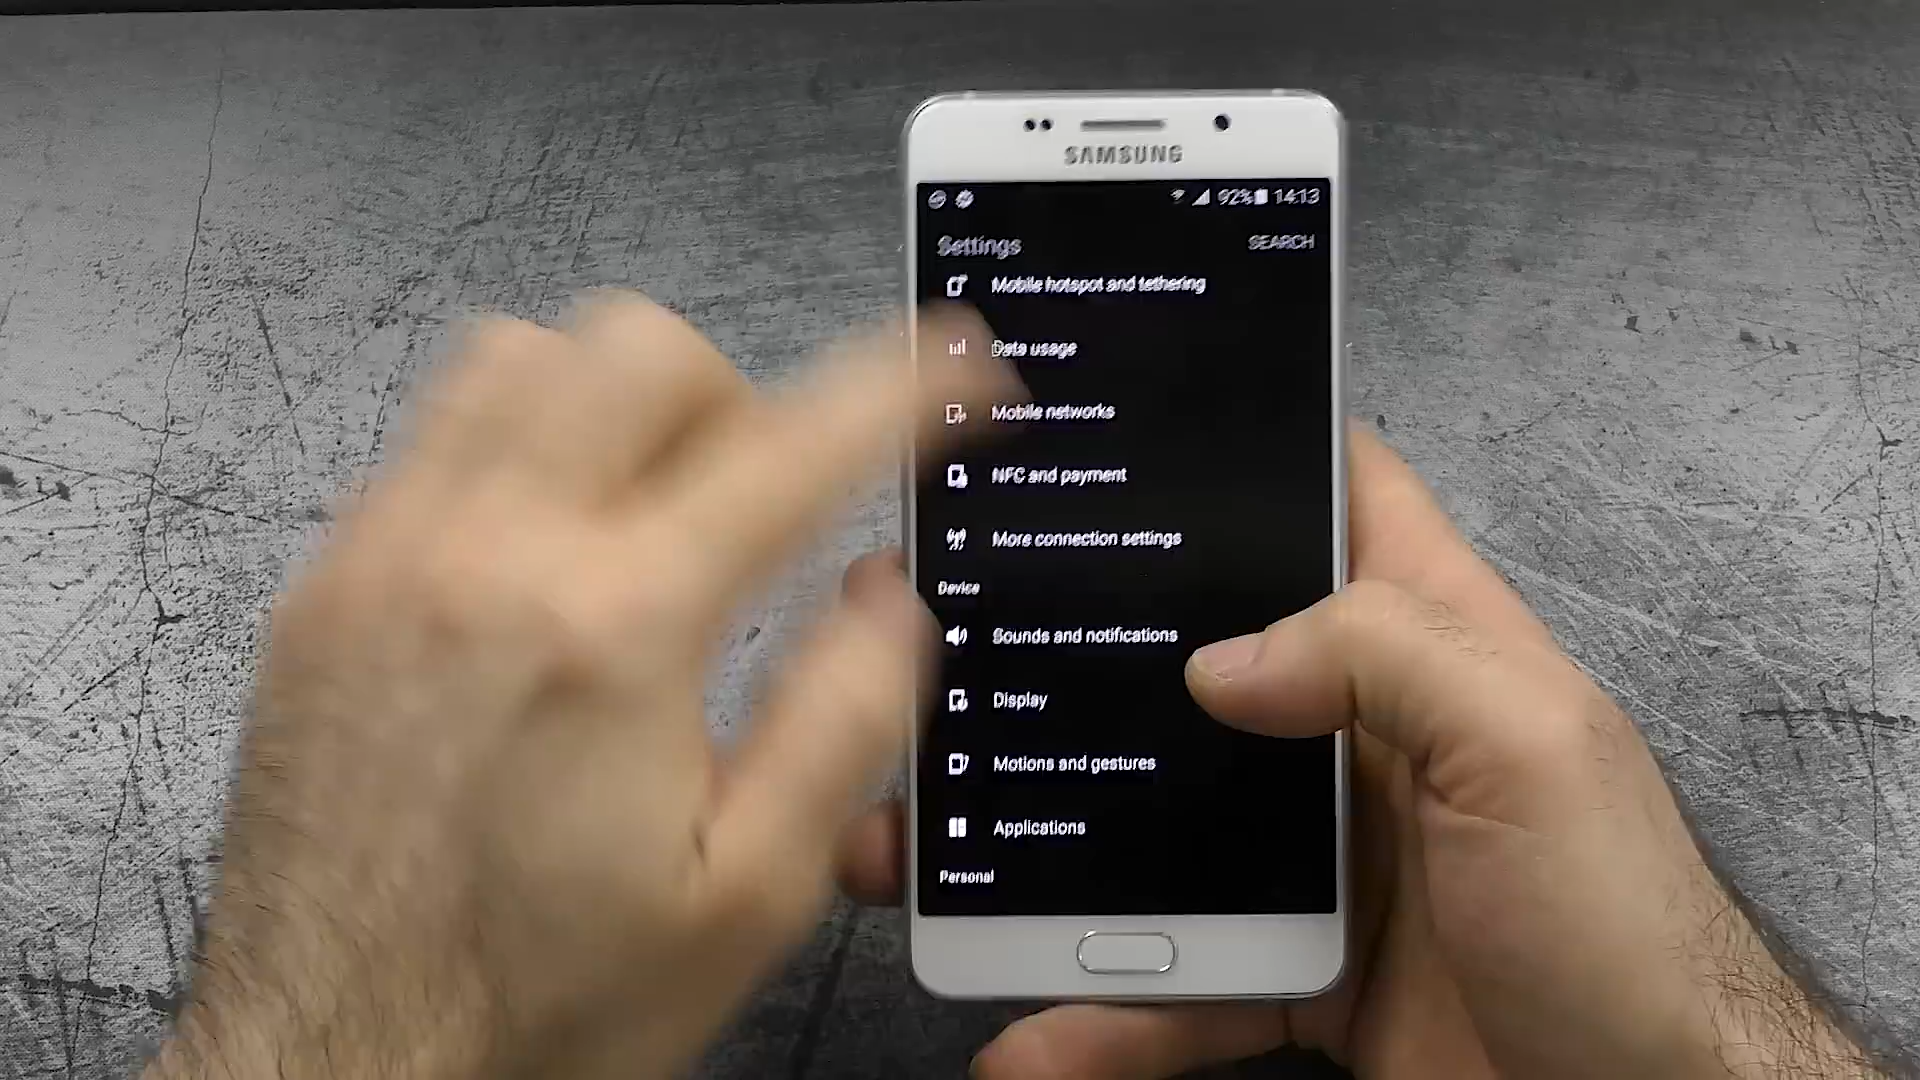 SAMSUNG
92% 14:13
Settings SEARCH
Mobile hotspot and tethering
Data usage
Mobile networks
NFC and payment
More connection settings
Device
Sounds and notifications
Display
Motions and gestures
Applications
Personal